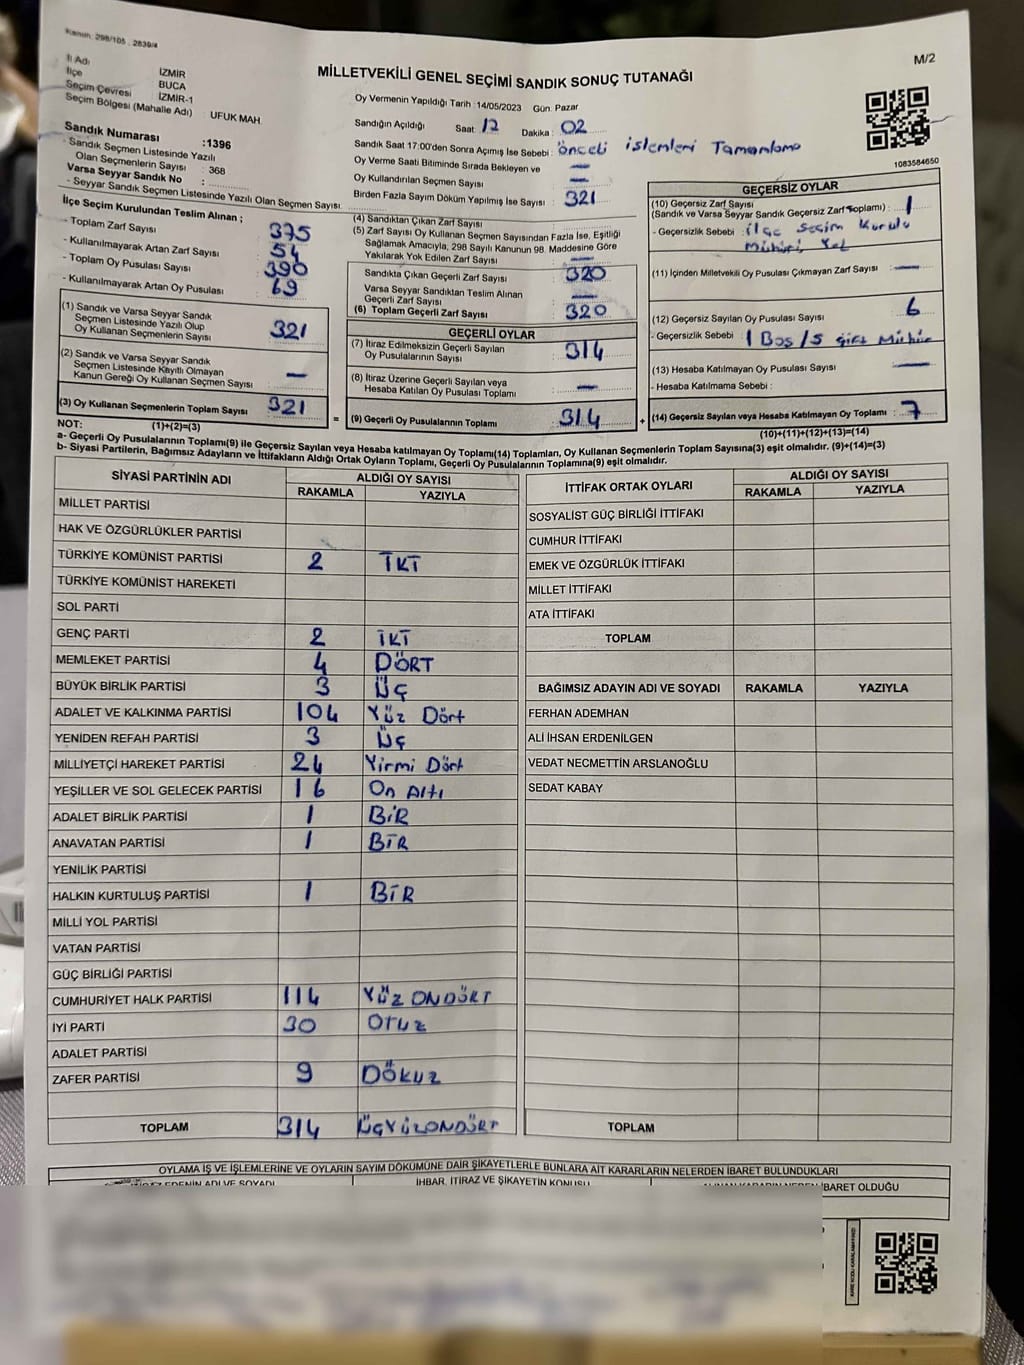 Kanun. 298/105 . 2839/4
M/2
MİLLETVEKİLİ GENEL SEÇİMİ SANDIK SONUÇ TUTANAĞI
İl Adı İZMİR
İlçe BUCA
Seçim Çevresi İZMİR-1
Seçim Bölgesi (Mahalle Adı) : UFUK MAH.
Sandık Numarası :1396
- Sandık Seçmen Listesinde Yazılı
Olan Seçmenlerin Sayısı : 368
Varsa Seyyar Sandık No :
- Seyyar Sandık Seçmen Listesinde Yazılı Olan Seçmen Sayısı
İlçe Seçim Kurulundan Teslim Alınan ;
- Toplam Zarf Sayısı 375
- Kullanılmayarak Artan Zarf Sayısı 54
- Toplam Oy Pusulası Sayısı 390
- Kullanılmayarak Artan Oy Pusulası : 69
(1) Sandık ve Varsa Seyyar Sandık
Seçmen Listesinde Yazılı Olup
Oy Kullanan Seçmenlerin Sayısı 321
(2) Sandık ve Varsa Seyyar Sandık
Seçmen Listesinde Kayıtlı Olmayan
Kanun Gereği Oy Kullanan Seçmen Sayısı —
(3) Oy Kullanan Seçmenlerin Toplam Sayısı 321
Oy Vermenin Yapıldığı Tarih : 14/05/2023 Gün: Pazar
Sandığın Açıldığı Saat: 17 Dakika : 02
Sandık Saat 17:00'den Sonra Açımış İse Sebebi : önceli işlemleri Tamamlama
Oy Verme Saati Bitiminde Sırada Bekleyen ve
Oy Kullandırılan Seçmen Sayısı —
Birden Fazla Sayım Döküm Yapılmış İse Sayısı : 321
(4) Sandıktan Çıkan Zarf Sayısı
(5) Zarf Sayısı Oy Kullanan Seçmen Sayısından Fazla İse, Eşitliği
Sağlamak Amacıyla, 298 Sayılı Kanunun 98. Maddesine Göre
Yakılarak Yok Edilen Zarf Sayısı —
Sandıkta Çıkan Geçerli Zarf Sayısı 320
Varsa Seyyar Sandıktan Teslim Alınan
Geçerli Zarf Sayısı —
(6) Toplam Geçerli Zarf Sayısı : 320
GEÇERLİ OYLAR
(7) İtiraz Edilmeksizin Geçerli Sayılan
Oy Pusulalarının Sayısı 314
(8) İtiraz Üzerine Geçerli Sayılan veya
Hesaba Katılan Oy Pusulası Toplamı : —
= (9) Geçerli Oy Pusulalarının Toplamı 314
1083584650
GEÇERSİZ OYLAR
(10) Geçersiz Zarf Sayısı
(Sandık ve Varsa Seyyar Sandık Geçersiz Zarf Toplamı) : 1
- Geçersizlik Sebebi : ilçe Seçim Kurulu
Mühürü Yok
(11) İçinden Milletvekili Oy Pusulası Çıkmayan Zarf Sayısı : —
(12) Geçersiz Sayılan Oy Pusulası Sayısı 6
- Geçersizlik Sebebi : 1 Boş / 5 çift Mühür
(13) Hesaba Katılmayan Oy Pusulası Sayısı —
- Hesaba Katılmama Sebebi :
+ (14) Geçersiz Sayılan veya Hesaba Katılmayan Oy Toplamı : 7
NOT: (1)+(2)=(3)
(10)+(11)+(12)+(13)=(14)
a- Geçerli Oy Pusulalarının Toplamı(9) ile Geçersiz Sayılan veya Hesaba katılmayan Oy Toplamı(14) Toplamları, Oy Kullanan Seçmenlerin Toplam Sayısına(3) eşit olmalıdır. (9)+(14)=(3)
b- Siyasi Partilerin, Bağımsız Adayların ve İttifakların Aldığı Ortak Oyların Toplamı, Geçerli Oy Pusulalarının Toplamına(9) eşit olmalıdır.
SİYASİ PARTİNİN ADI ALDIĞI OY SAYISI
RAKAMLA YAZIYLA
MİLLET PARTİSİ
HAK VE ÖZGÜRLÜKLER PARTİSİ
TÜRKİYE KOMÜNİST PARTİSİ 2 İKİ
TÜRKİYE KOMÜNİST HAREKETİ
SOL PARTİ
GENÇ PARTİ 2 İKİ
MEMLEKET PARTİSİ 4 DÖRT
BÜYÜK BİRLİK PARTİSİ 3 Üç
ADALET VE KALKINMA PARTİSİ 104 Yüz Dört
YENİDEN REFAH PARTİSİ 3 Üç
MİLLİYETÇİ HAREKET PARTİSİ 24 Yirmi Dört
YEŞİLLER VE SOL GELECEK PARTİSİ 16 On Altı
ADALET BİRLİK PARTİSİ 1 BİR
ANAVATAN PARTİSİ 1 BİR
YENİLİK PARTİSİ
HALKIN KURTULUŞ PARTİSİ 1 BİR
MİLLİ YOL PARTİSİ
VATAN PARTİSİ
GÜÇ BİRLİĞİ PARTİSİ
CUMHURİYET HALK PARTİSİ 114 YÜZ ONDÖRT
İYİ PARTİ 30 OTUZ
ADALET PARTİSİ
ZAFER PARTİSİ 9 DÖKUZ
TOPLAM 314 ÜÇYÜZONDÖRT
İTTİFAK ORTAK OYLARI ALDIĞI OY SAYISI
RAKAMLA YAZIYLA
SOSYALİST GÜÇ BİRLİĞİ İTTİFAKI
CUMHUR İTTİFAKI
EMEK VE ÖZGÜRLÜK İTTİFAKI
MİLLET İTTİFAKI
ATA İTTİFAKI
TOPLAM
BAĞIMSIZ ADAYIN ADI VE SOYADI RAKAMLA YAZIYLA
FERHAN ADEMHAN
ALİ İHSAN ERDENİLGEN
VEDAT NECMETTİN ARSLANOĞLU
SEDAT KABAY
TOPLAM
OYLAMA İŞ VE İŞLEMLERİNE VE OYLARIN SAYIM DÖKÜMÜNE DAİR ŞİKAYETLERLE BUNLARA AİT KARARLARIN NELERDEN İBARET BULUNDUKLARI
EDENİN ADI VE SOYADI İHBAR, İTİRAZ VE ŞİKAYETİN KONUSU İBARET OLDUĞU